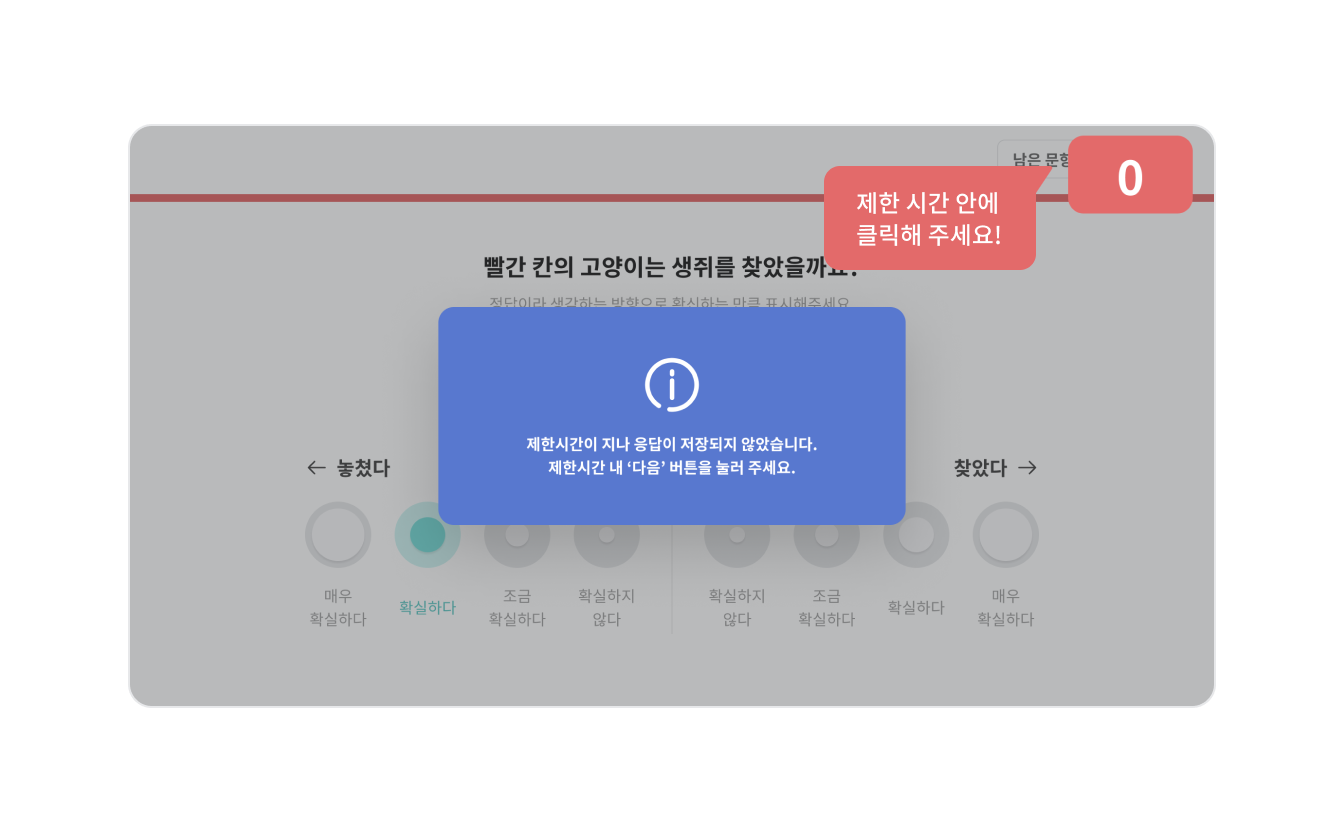 남은 문항
0
제한 시간 안에
클릭해 주세요!
빨간 칸의 고양이는 생쥐를 찾았을까요?
정답이라 생각하는 방향으로 확신하는 만큼 표시해주세요
제한시간이 지나 응답이 저장되지 않았습니다.
제한시간 내 ‘다음’ 버튼을 눌러 주세요.
← 놓쳤다
찾았다 →
매우
확실하다
확실하다
조금
확실하다
확실하지
않다
확실하지
않다
조금
확실하다
확실하다
매우
확실하다